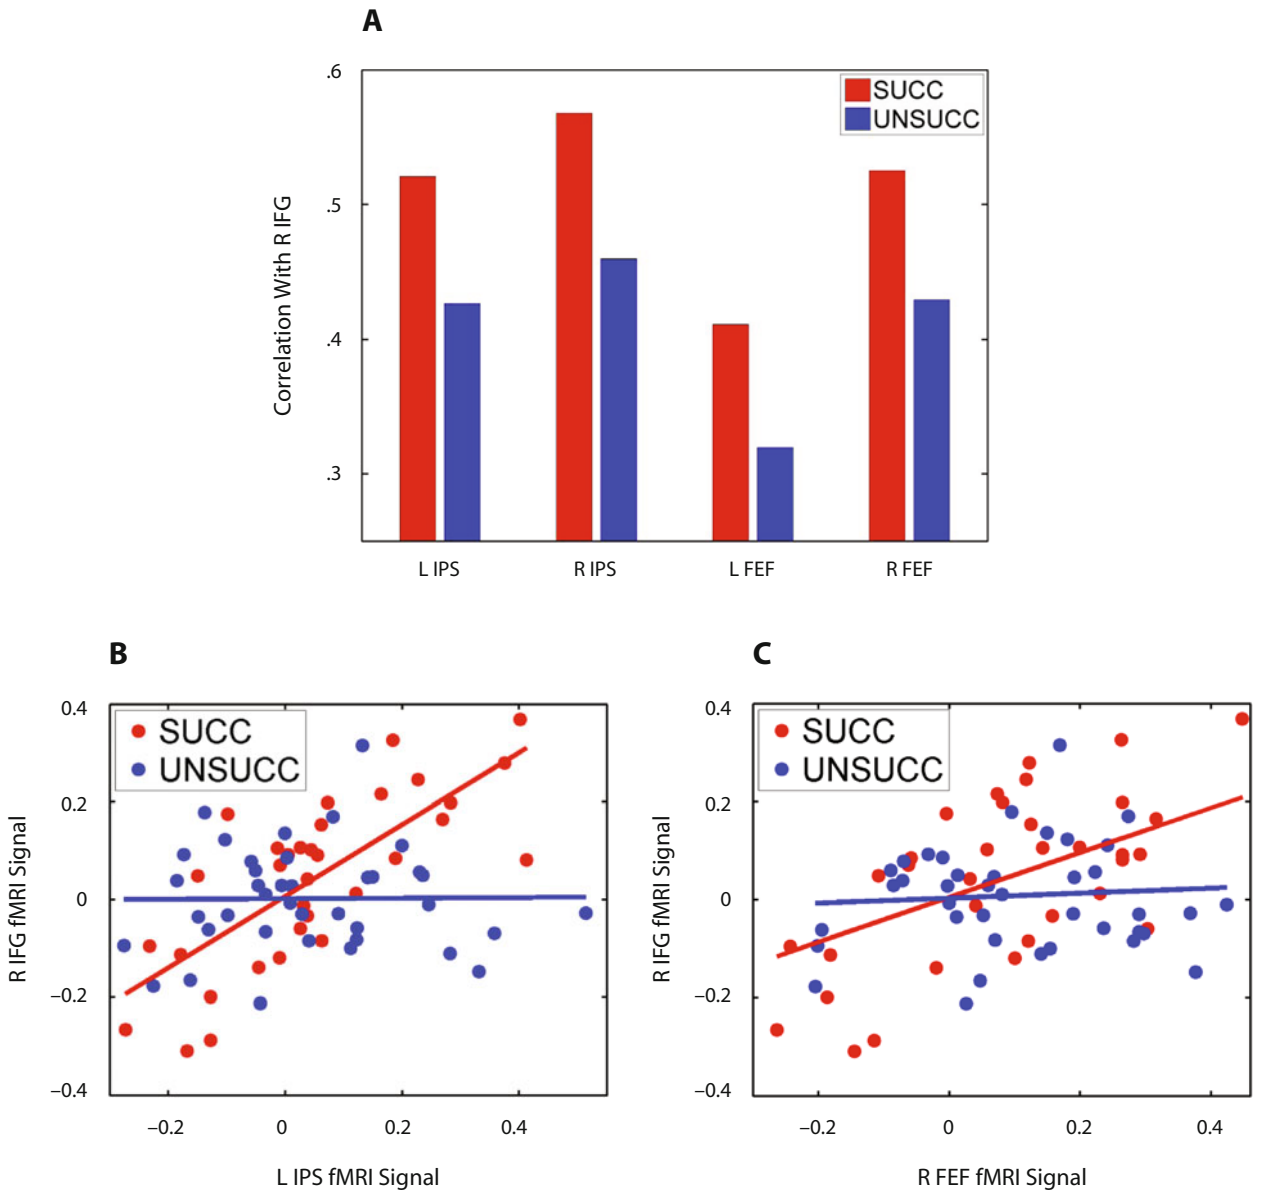 A
.6
.5
.4
.3
Correlation With R IFG
SUCC
UNSUCC
L IPS
R IPS
L FEF
R FEF
B
0.4
0.2
0
−0.2
−0.4
R IFG fMRI Signal
SUCC
UNSUCC
−0.2
0
0.2
0.4
L IPS fMRI Signal
C
0.4
0.2
0
−0.2
−0.4
R IFG fMRI Signal
SUCC
UNSUCC
−0.2
0
0.2
0.4
R FEF fMRI Signal